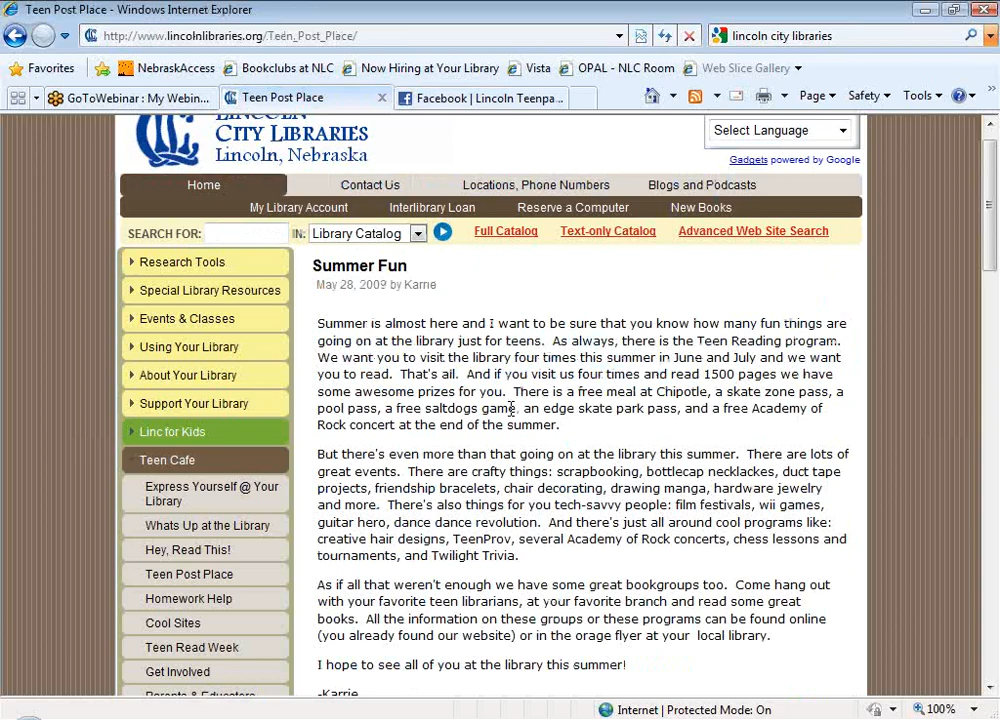 Teen Post Place - Windows Internet Explorer
http://www.lincolnlibraries.org/Teen_Post_Place/
lincoln city libraries
Favorites NebraskaAccess Bookclubs at NLC Now Hiring at Your Library Vista OPAL - NLC Room Web Slice Gallery
GoToWebinar : My Webin... Teen Post Place Facebook | Lincoln Teenpa... Page Safety Tools
LINCOLN
CITY LIBRARIES
Lincoln, Nebraska
Select Language
Gadgets powered by Google
Home Contact Us Locations, Phone Numbers Blogs and Podcasts
My Library Account Interlibrary Loan Reserve a Computer New Books
SEARCH FOR: IN: Library Catalog Full Catalog Text-only Catalog Advanced Web Site Search
Research Tools
Special Library Resources
Events & Classes
Using Your Library
About Your Library
Support Your Library
Linc for Kids
Teen Cafe
Express Yourself @ Your
Library
Whats Up at the Library
Hey, Read This!
Teen Post Place
Homework Help
Cool Sites
Teen Read Week
Get Involved
Parents & Educators
Summer Fun
May 28, 2009 by Karrie
Summer is almost here and I want to be sure that you know how many fun things are
going on at the library just for teens. As always, there is the Teen Reading program.
We want you to visit the library four times this summer in June and July and we want
you to read. That's all. And if you visit us four times and read 1500 pages we have
some awesome prizes for you. There is a free meal at Chipotle, a skate zone pass, a
pool pass, a free saltdogs game, an edge skate park pass, and a free Academy of
Rock concert at the end of the summer.
But there's even more than that going on at the library this summer. There are lots of
great events. There are crafty things: scrapbooking, bottlecap necklackes, duct tape
projects, friendship bracelets, chair decorating, drawing manga, hardware jewelry
and more. There's also things for you tech-savvy people: film festivals, wii games,
guitar hero, dance dance revolution. And there's just all around cool programs like:
creative hair designs, TeenProv, several Academy of Rock concerts, chess lessons and
tournaments, and Twilight Trivia.
As if all that weren't enough we have some great bookgroups too. Come hang out
with your favorite teen librarians, at your favorite branch and read some great
books. All the information on these groups or these programs can be found online
(you already found our website) or in the orage flyer at your local library.
I hope to see all of you at the library this summer!
-Karrie
Internet | Protected Mode: On 100%